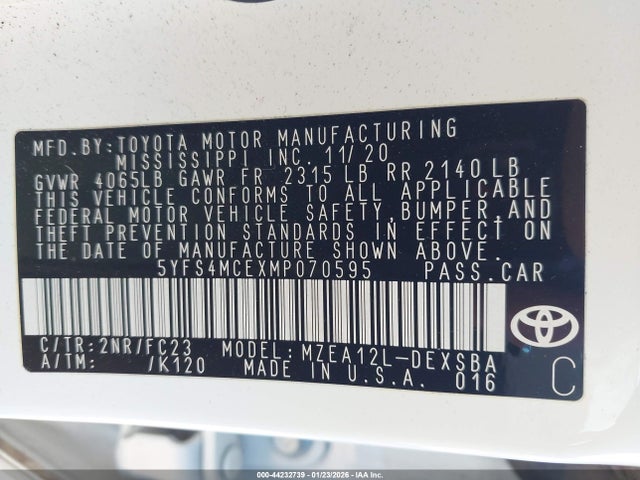 MFD.BY:TOYOTA MOTOR MANUFACTURING
MISSISSIPPI INC. 11/20
GVWR 4065LB GAWR FR 2315 LB RR 2140 LB
THIS VEHICLE CONFORMS TO ALL APPLICABLE
FEDERAL MOTOR VEHICLE SAFETY,BUMPER,AND
THEFT PREVENTION STANDARDS IN EFFECT ON
THE DATE OF MANUFACTURE SHOWN ABOVE.
5YFS4MCEXMP070595 PASS.CAR
C/TR:2NR/FC23 MODEL:MZEA12L-DEXSBA
A/TM: /K120 MADE IN U.S.A. 016
C
000-44232739 - 01/23/2026 - IAA Inc.